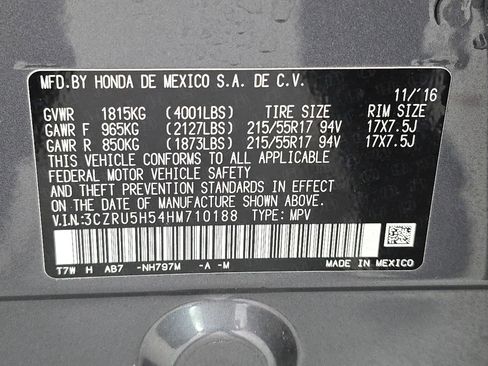 MFD.BY HONDA DE MEXICO S.A. DE C.V.
11/'16
GVWR 1815KG (4001LBS) TIRE SIZE RIM SIZE
GAWR F 965KG (2127LBS) 215/55R17 94V 17X7.5J
GAWR R 850KG (1873LBS) 215/55R17 94V 17X7.5J
THIS VEHICLE CONFORMS TO ALL APPLICABLE
FEDERAL MOTOR VEHICLE SAFETY
AND THEFT PREVENTION STANDARDS IN EFFECT
ON THE DATE OF MANUFACTURE SHOWN ABOVE.
V.I.N.:3CZRU5H54HM710188 TYPE: MPV
T7W H AB7 -NH797M -A -M MADE IN MEXICO